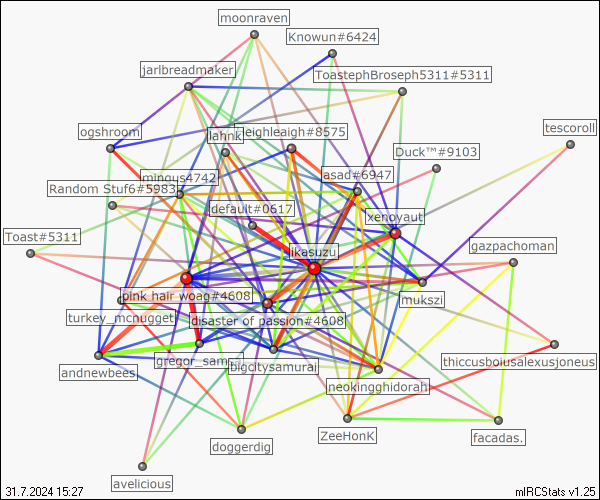 moonraven
Knowun#6424
jarlbreadmaker
ToastephBroseph5311#5311
tescoroll
ogshroom
lahnk
leighleaigh#8575
Duck™#9103
mingus4742
asad#6947
Random Stuf6#5983
default#0617
xenoyaut
Toast#5311
ikasuzu
gazpachoman
pink hair woag#4608
mukszi
turkey_mcnugget
disaster of passion#4608
andnewbees
bigcitysamurai
thiccusboiusalexusjoneus
neokingghidorah
doggerdig
ZeeHonK
facadas.
avelicious
31.7.2024 15:27
mIRCStats v1.25